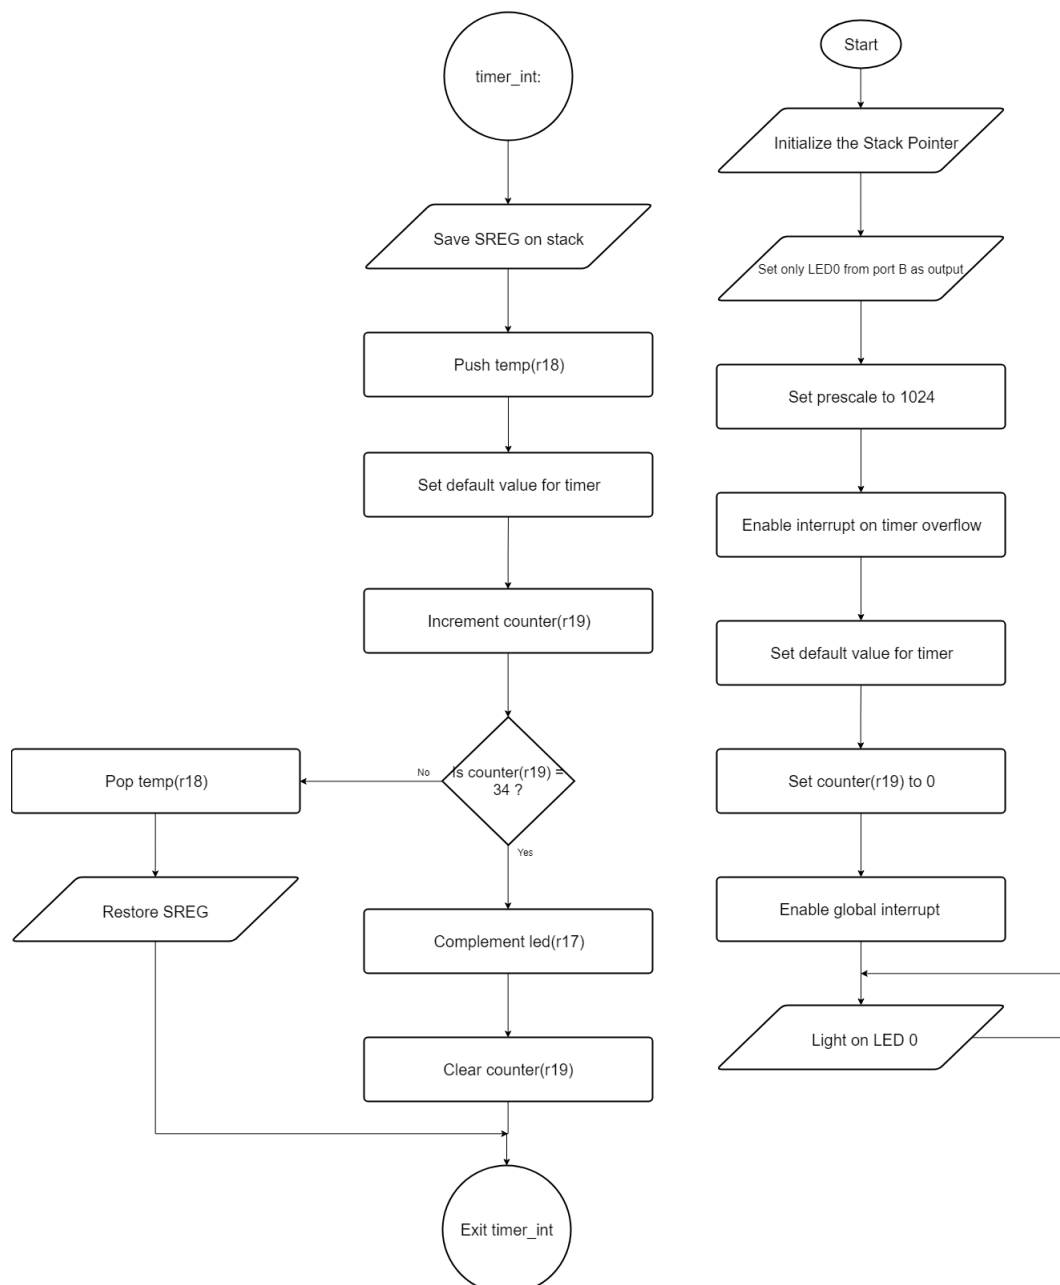 timer_int:
Save SREG on stack
Push temp(r18)
Set default value for timer
Increment counter(r19)
Is counter(r19) =
34 ?
No
Yes
Pop temp(r18)
Restore SREG
Complement led(r17)
Clear counter(r19)
Exit timer_int
Start
Initialize the Stack Pointer
Set only LED0 from port B as output
Set prescale to 1024
Enable interrupt on timer overflow
Set default value for timer
Set counter(r19) to 0
Enable global interrupt
Light on LED 0